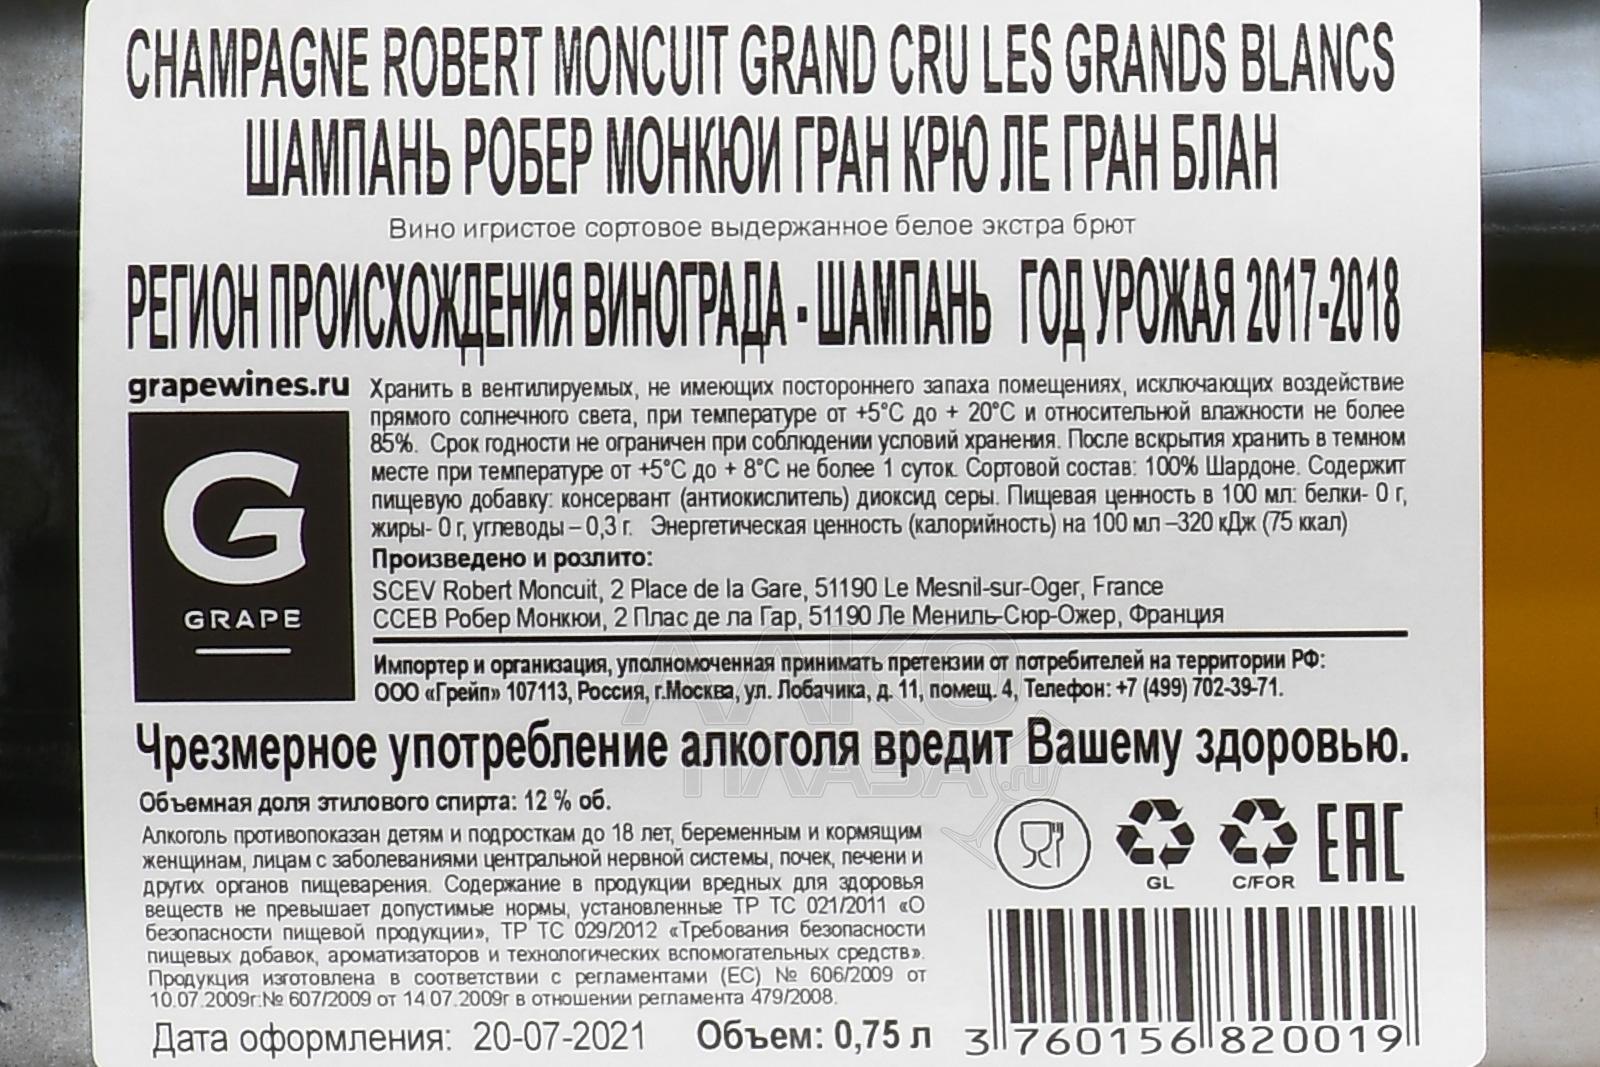 CHAMPAGNE ROBERT MONCUIT GRAND CRU LES GRANDS BLANCS
ШАМПАНЬ РОБЕР МОНКЮИ ГРАН КРЮ ЛЕ ГРАН БЛАН
Вино игристое сортовое выдержанное белое экстра брют
РЕГИОН ПРОИСХОЖДЕНИЯ ВИНОГРАДА - ШАМПАНЬ ГОД УРОЖАЯ 2017-2018
grapewines.ru
G
GRAPE
Хранить в вентилируемых, не имеющих постороннего запаха помещениях, исключающих воздействие
прямого солнечного света, при температуре от +5°С до + 20°С и относительной влажности не более
85%. Срок годности не ограничен при соблюдении условий хранения. После вскрытия хранить в темном
месте при температуре от +5°С до + 8°С не более 1 суток. Сортовой состав: 100% Шардоне. Содержит
пищевую добавку: консервант (антиокислитель) диоксид серы. Пищевая ценность в 100 мл: белки- 0 г,
жиры- 0 г, углеводы – 0,3 г. Энергетическая ценность (калорийность) на 100 мл –320 кДж (75 ккал)
Произведено и розлито:
SCEV Robert Moncuit, 2 Place de la Gare, 51190 Le Mesnil-sur-Oger, France
ССЕВ Робер Монкюи, 2 Плас де ла Гар, 51190 Ле Мениль-Сюр-Ожер, Франция
Импортер и организация, уполномоченная принимать претензии от потребителей на территории РФ:
ООО «Грейп» 107113, Россия, г.Москва, ул. Лобачика, д. 11, помещ. 4, Телефон: +7 (499) 702-39-71.
АЛКО
ПЛАЗА
.ru
Чрезмерное употребление алкоголя вредит Вашему здоровью.
Объемная доля этилового спирта: 12 % об.
Алкоголь противопоказан детям и подросткам до 18 лет, беременным и кормящим
женщинам, лицам с заболеваниями центральной нервной системы, почек, печени и
других органов пищеварения. Содержание в продукции вредных для здоровья
веществ не превышает допустимые нормы, установленные ТР ТС 021/2011 «О
безопасности пищевой продукции», ТР ТС 029/2012 «Требования безопасности
пищевых добавок, ароматизаторов и технологических вспомогательных средств».
Продукция изготовлена в соответствии с регламентами (ЕС) № 606/2009 от
10.07.2009г.№ 607/2009 от 14.07.2009г в отношении регламента 479/2008.
Дата оформления: 20-07-2021
Объем: 0,75 л
GL
C/FOR
EAC
3 760156 820019